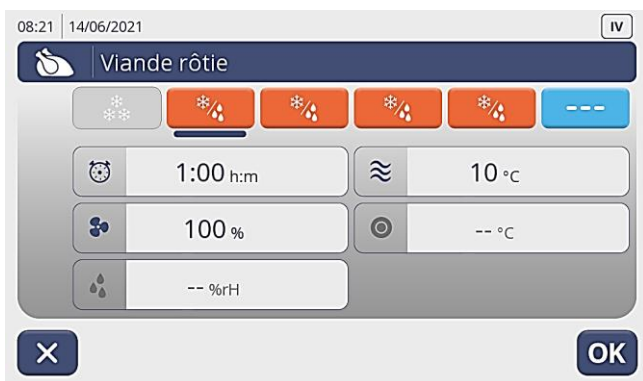 08:21 14/06/2021 IV
Viande rôtie
---
1:00 h:m 10 °C
100 % -- °C
-- %rH
OK